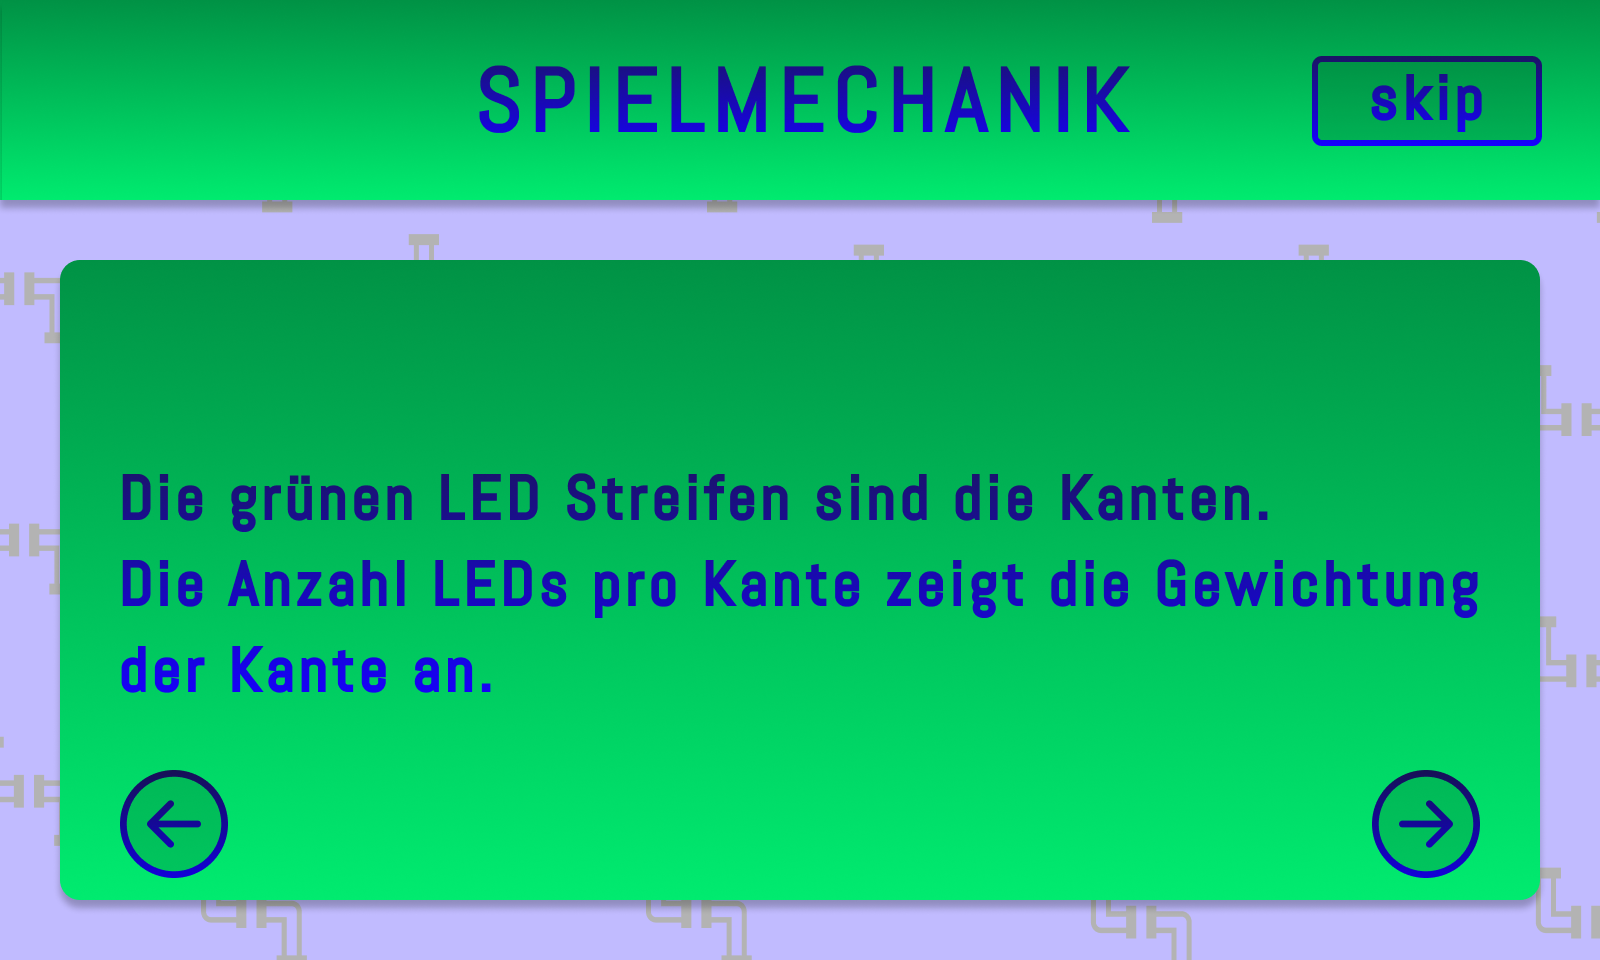 SPIELMECHANIK
skip
Die grünen LED Streifen sind die Kanten.
Die Anzahl LEDs pro Kante zeigt die Gewichtung
der Kante an.